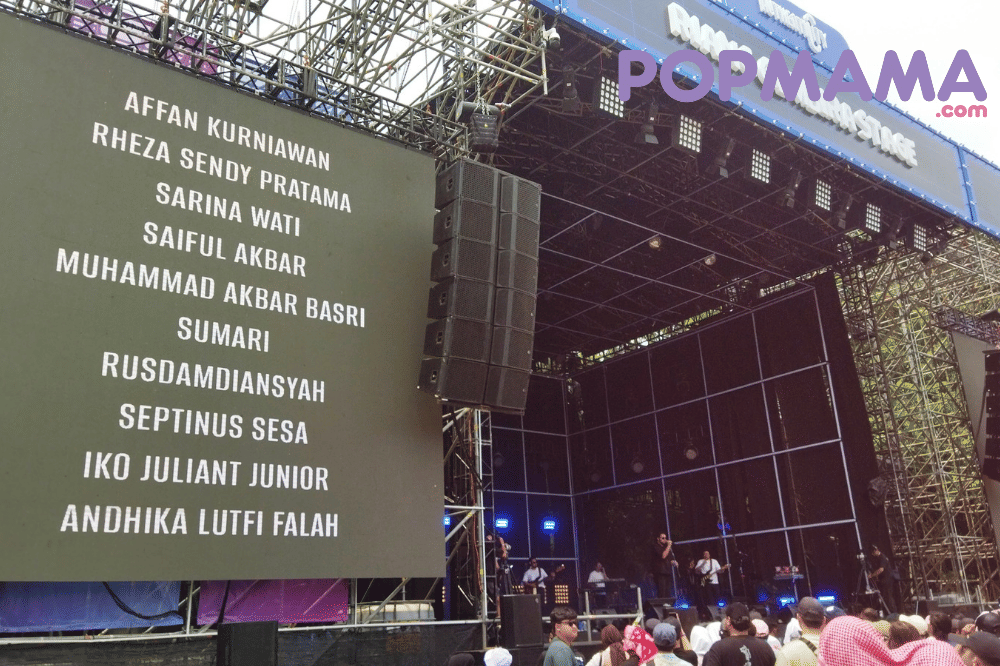 POPMAMA
.com
STAGE
AFFAN KURNIAWAN
RHEZA SENDY PRATAMA
SARINA WATI
SAIFUL AKBAR
MUHAMMAD AKBAR BASRI
SUMARI
RUSDAMDIANSYAH
SEPTINUS SESA
IKO JULIANT JUNIOR
ANDHIKA LUTFI FALAH